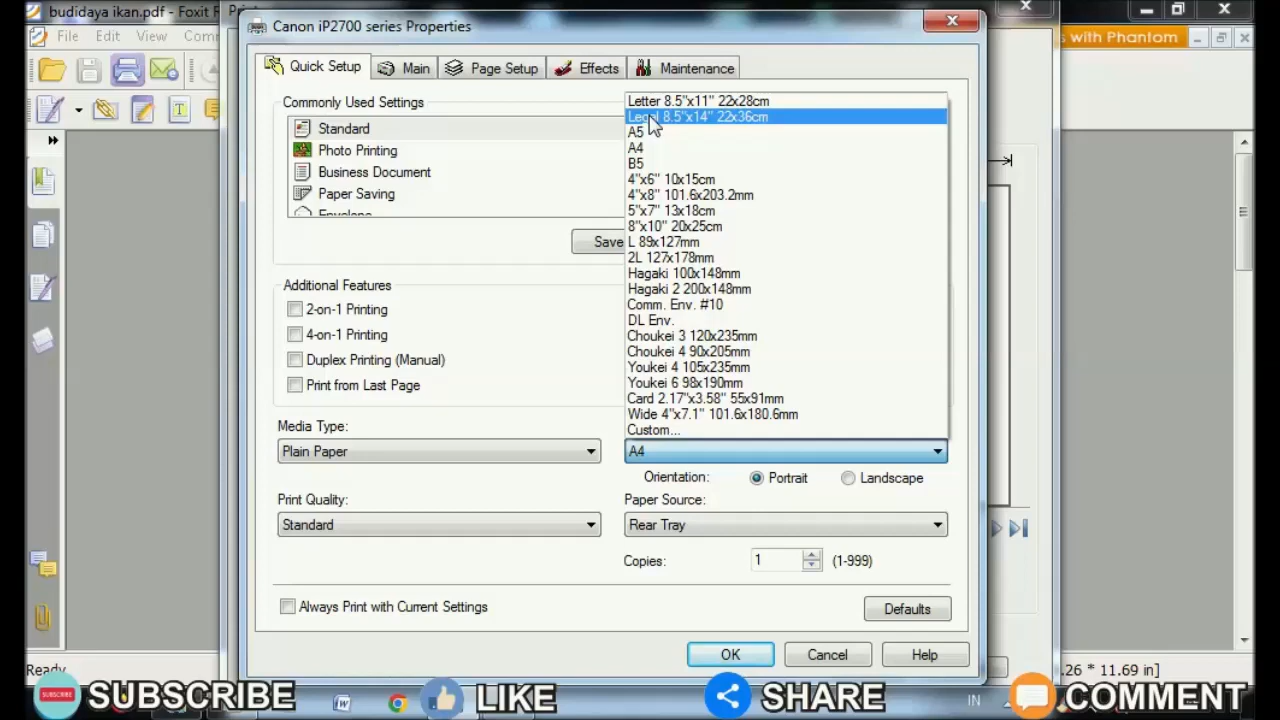 budidaya ikan.pdf - Foxit R
Print
Canon iP2700 series Properties
File Edit View Comm
s with Phantom
Quick Setup Main Page Setup Effects Maintenance
Commonly Used Settings
Standard
Photo Printing
Business Document
Paper Saving
Envelope
Save
Letter 8.5"x11" 22x28cm
Legal 8.5"x14" 22x36cm
A5
A4
B5
4"x6" 10x15cm
4"x8" 101.6x203.2mm
5"x7" 13x18cm
8"x10" 20x25cm
L 89x127mm
2L 127x178mm
Hagaki 100x148mm
Hagaki 2 200x148mm
Comm. Env. #10
DL Env.
Choukei 3 120x235mm
Choukei 4 90x205mm
Youkei 4 105x235mm
Youkei 6 98x190mm
Card 2.17"x3.58" 55x91mm
Wide 4"x7.1" 101.6x180.6mm
Custom...
Additional Features
2-on-1 Printing
4-on-1 Printing
Duplex Printing (Manual)
Print from Last Page
Media Type:
Plain Paper
A4
Orientation: Portrait Landscape
Print Quality:
Standard
Paper Source:
Rear Tray
Copies: 1 (1-999)
Always Print with Current Settings
Defaults
OK Cancel Help
Ready
.26 * 11.69 in]
SUBSCRIBE SUBSCRIBE
LIKE
SHARE
COMMENT
IN